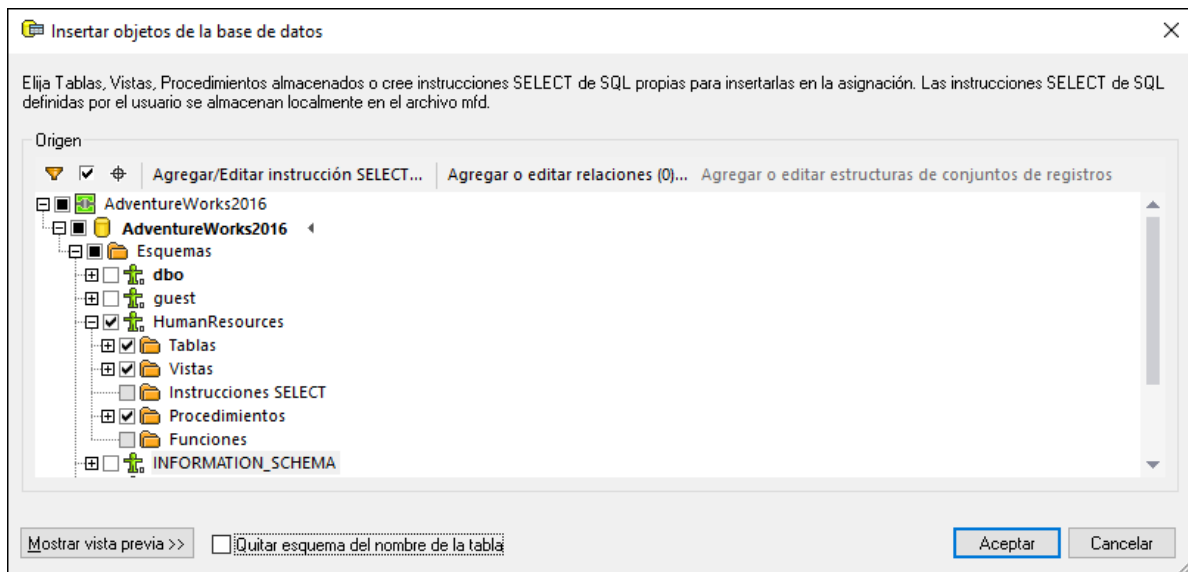 Insertar objetos de la base de datos
Elija Tablas, Vistas, Procedimientos almacenados o cree instrucciones SELECT de SQL propias para insertarlas en la asignación. Las instrucciones SELECT de SQL
definidas por el usuario se almacenan localmente en el archivo mfd.
Origen
Agregar/Editar instrucción SELECT... Agregar o editar relaciones (0)... Agregar o editar estructuras de conjuntos de registros
AdventureWorks2016
AdventureWorks2016
Esquemas
dbo
guest
HumanResources
Tablas
Vistas
Instrucciones SELECT
Procedimientos
Funciones
INFORMATION_SCHEMA
Mostrar vista previa >> Quitar esquema del nombre de la tabla Aceptar Cancelar